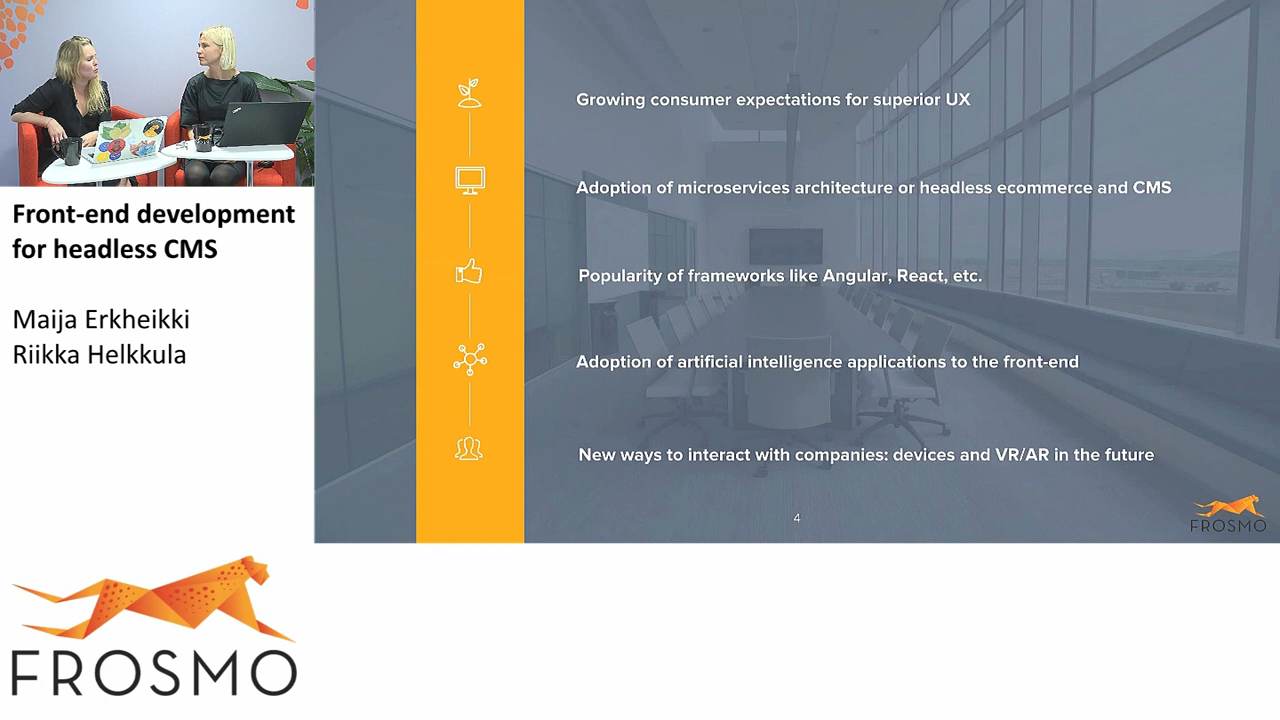 Front-end development
for headless CMS
Maija Erkheikki
Riikka Helkkula
FROSMO
Growing consumer expectations for superior UX
Adoption of microservices architecture or headless ecommerce and CMS
Popularity of frameworks like Angular, React, etc.
Adoption of artificial intelligence applications to the front-end
New ways to interact with companies: devices and VR/AR in the future
4
FROSMO